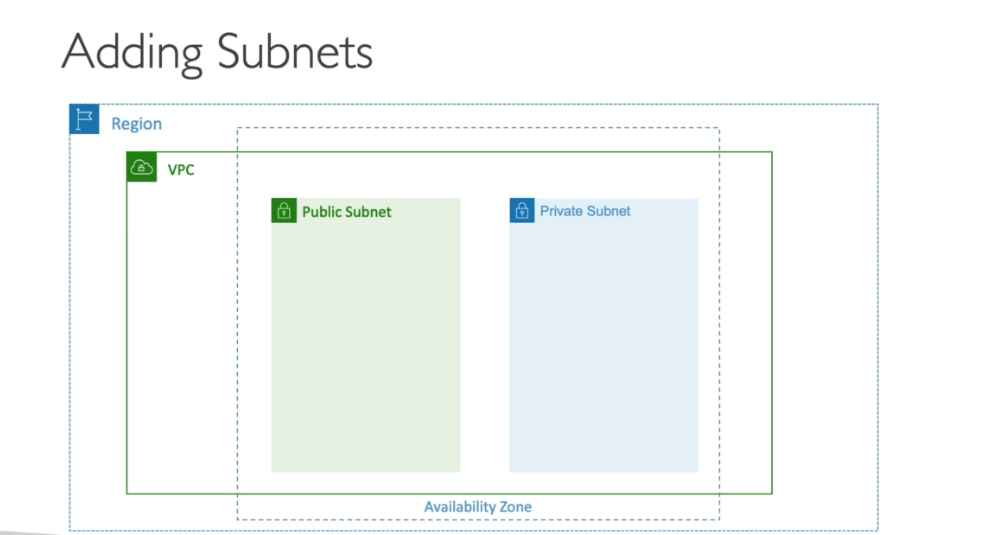 Adding Subnets
Region
VPC
Public Subnet
Private Subnet
Availability Zone